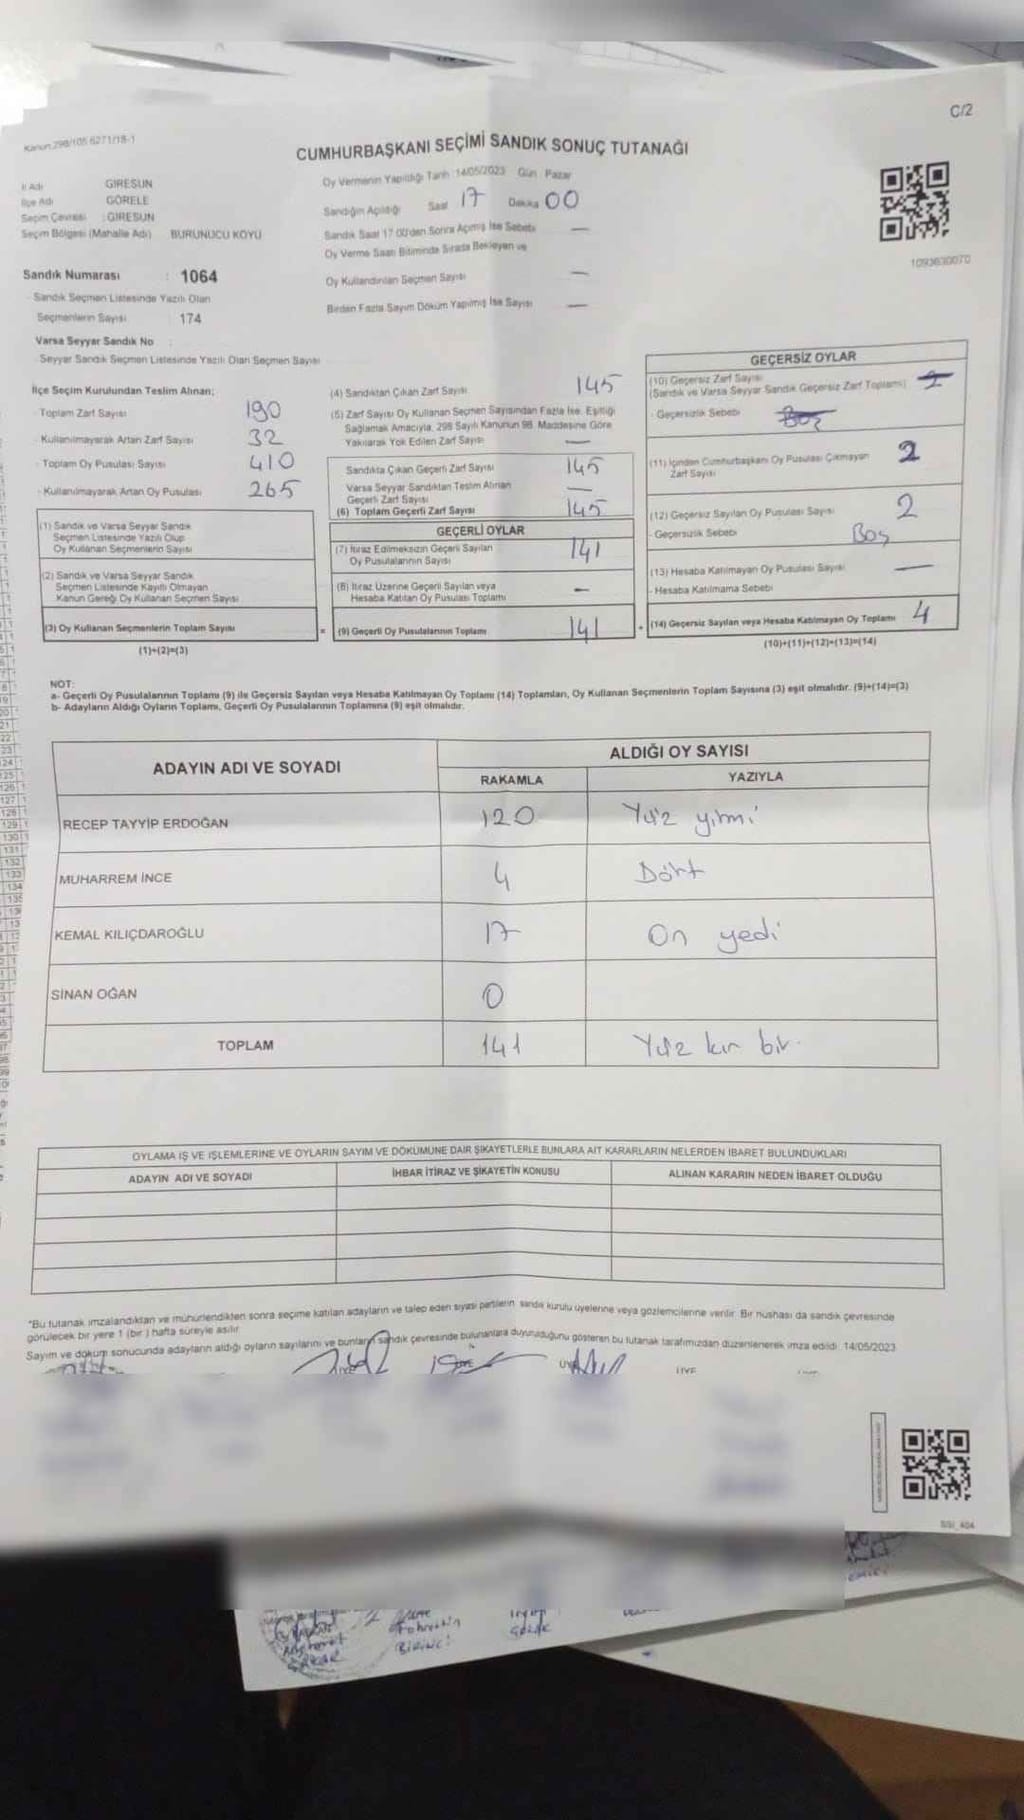 C/2
Kanun 298/105 6271/18-1
CUMHURBAŞKANI SEÇİMİ SANDIK SONUÇ TUTANAĞI
İl Adı GİRESUN
İlçe Adı GÖRELE
Seçim Çevresi : GİRESUN
Seçim Bölgesi (Mahalle Adı) BURUNUCU KÖYÜ
Sandık Numarası : 1064
Sandık Seçmen Listesinde Yazılı Olan
Seçmenlerin Sayısı 174
Varsa Seyyar Sandık No :
Seyyar Sandık Seçmen Listesinde Yazılı Olan Seçmen Sayısı
Oy Vermenin Yapıldığı Tarih 14/05/2023 Gün Pazar
Sandığın Açıldığı Saat 17 Dakika 00
Sandık Saat 17:00'den Sonra Açımış İse Sebebi —
Oy Verme Saati Bitiminde Sırada Bekleyen ve
Oy Kullandırılan Seçmen Sayısı —
Birden Fazla Sayım Döküm Yapılmış İse Sayısı —
1093630070
İlçe Seçim Kurulundan Teslim Alınan;
- Toplam Zarf Sayısı 190
- Kullanılmayarak Artan Zarf Sayısı 32
- Toplam Oy Pusulası Sayısı 410
- Kullanılmayarak Artan Oy Pusulası 265
(1) Sandık ve Varsa Seyyar Sandık
Seçmen Listesinde Yazılı Olup
Oy Kullanan Seçmenlerin Sayısı
(2) Sandık ve Varsa Seyyar Sandık
Seçmen Listesinde Kayıtlı Olmayan
Kanun Gereği Oy Kullanan Seçmen Sayısı
(3) Oy Kullanan Seçmenlerin Toplam Sayısı
(1)+(2)=(3)
(4) Sandıktan Çıkan Zarf Sayısı 145
(5) Zarf Sayısı Oy Kullanan Seçmen Sayısından Fazla İse, Eşitliği
Sağlamak Amacıyla, 298 Sayılı Kanunun 98. Maddesine Göre
Yakılarak Yok Edilen Zarf Sayısı —
Sandıkta Çıkan Geçerli Zarf Sayısı 145
Varsa Seyyar Sandıktan Teslim Alınan
Geçerli Zarf Sayısı —
(6) Toplam Geçerli Zarf Sayısı 145
GEÇERLİ OYLAR
(7) İtiraz Edilmeksizin Geçerli Sayılan
Oy Pusulalarının Sayısı 141
(8) İtiraz Üzerine Geçerli Sayılan veya
Hesaba Katılan Oy Pusulası Toplamı —
= (9) Geçerli Oy Pusulalarının Toplamı 141
GEÇERSİZ OYLAR
(10) Geçersiz Zarf Sayısı
(Sandık ve Varsa Seyyar Sandık Geçersiz Zarf Toplamı)
- Geçersizlik Sebebi Boş
(11) İçinden Cumhurbaşkanı Oy Pusulası Çıkmayan
Zarf Sayısı 2
(12) Geçersiz Sayılan Oy Pusulası Sayısı 2
- Geçersizlik Sebebi Boş
(13) Hesaba Katılmayan Oy Pusulası Sayısı —
- Hesaba Katılmama Sebebi
+ (14) Geçersiz Sayılan veya Hesaba Katılmayan Oy Toplamı 4
(10)+(11)+(12)+(13)=(14)
NOT:
a- Geçerli Oy Pusulalarının Toplamı (9) ile Geçersiz Sayılan veya Hesaba Katılmayan Oy Toplamı (14) Toplamları, Oy Kullanan Seçmenlerin Toplam Sayısına (3) eşit olmalıdır. (9)+(14)=(3)
b- Adayların Aldığı Oyların Toplamı, Geçerli Oy Pusulalarının Toplamına (9) eşit olmalıdır.
ADAYIN ADI VE SOYADI
ALDIĞI OY SAYISI
RAKAMLA YAZIYLA
RECEP TAYYİP ERDOĞAN 120 Yüz yirmi
MUHARREM İNCE 4 Dört
KEMAL KILIÇDAROĞLU 17 On yedi
SİNAN OĞAN 0
TOPLAM 141 Yüz kır bir.
OYLAMA İŞ VE İŞLEMLERİNE VE OYLARIN SAYIM VE DÖKÜMÜNE DAİR ŞİKAYETLERLE BUNLARA AİT KARARLARIN NELERDEN İBARET BULUNDUKLARI
ADAYIN ADI VE SOYADI İHBAR İTİRAZ VE ŞİKAYETİN KONUSU ALINAN KARARIN NEDEN İBARET OLDUĞU
*Bu tutanak imzalandıktan ve mühürlendikten sonra seçime katılan adayların ve talep eden siyasi partilerin sandık kurulu üyelerine veya gözlemcilerine verilir. Bir nüshası da sandık çevresinde
görülecek bir yere 1 (bir ) hafta süreyle asılır.
Sayım ve döküm sonucunda adayların aldığı oyların sayılarını ve bunların sandık çevresinde bulunanlara duyurulduğunu gösteren bu tutanak tarafımızdan düzenlenerek imza edildi. 14/05/2023
ÜYE